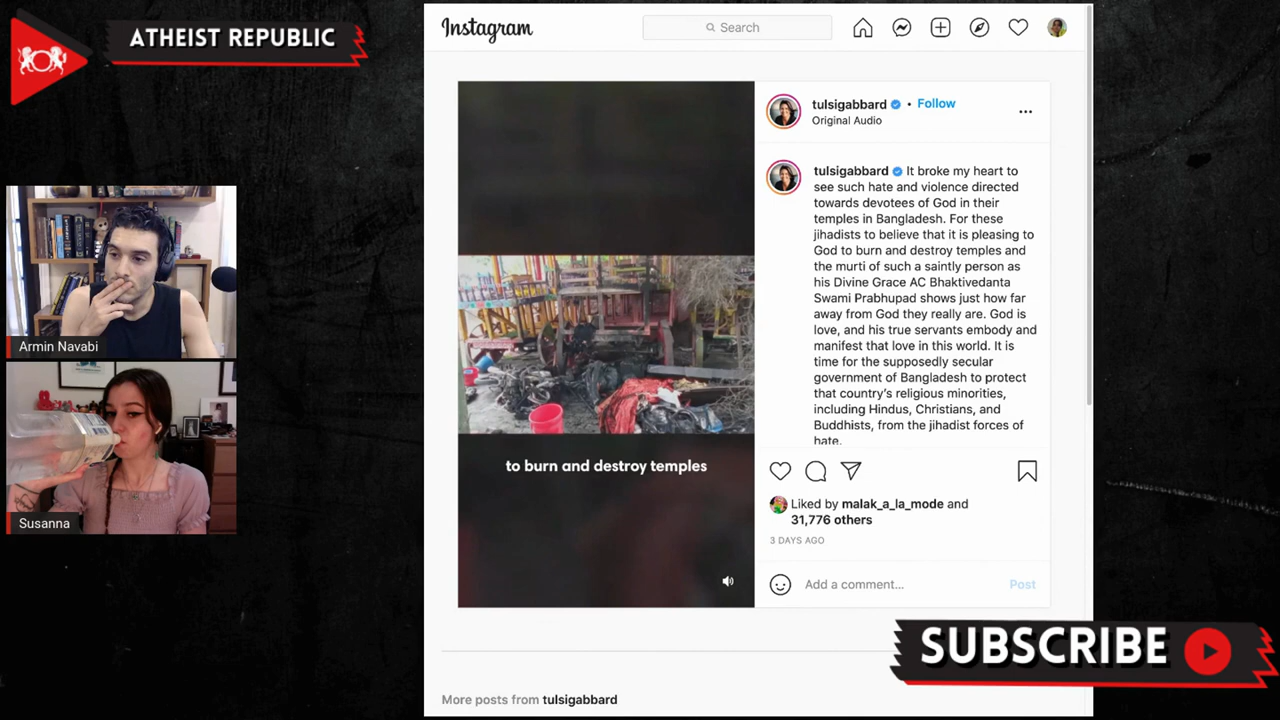 ATHEIST REPUBLIC
Armin Navabi
Susanna
Instagram
Search
tulsigabbard • Follow
Original Audio
tulsigabbard It broke my heart to
see such hate and violence directed
towards devotees of God in their
temples in Bangladesh. For these
jihadists to believe that it is pleasing to
God to burn and destroy temples and
the murti of such a saintly person as
his Divine Grace AC Bhaktivedanta
Swami Prabhupad shows just how far
away from God they really are. God is
love, and his true servants embody and
manifest that love in this world. It is
time for the supposedly secular
government of Bangladesh to protect
that country's religious minorities,
including Hindus, Christians, and
Buddhists, from the jihadist forces of
hate.
to burn and destroy temples
Liked by malak_a_la_mode and
31,776 others
3 DAYS AGO
Add a comment... Post
SUBSCRIBE
More posts from tulsigabbard